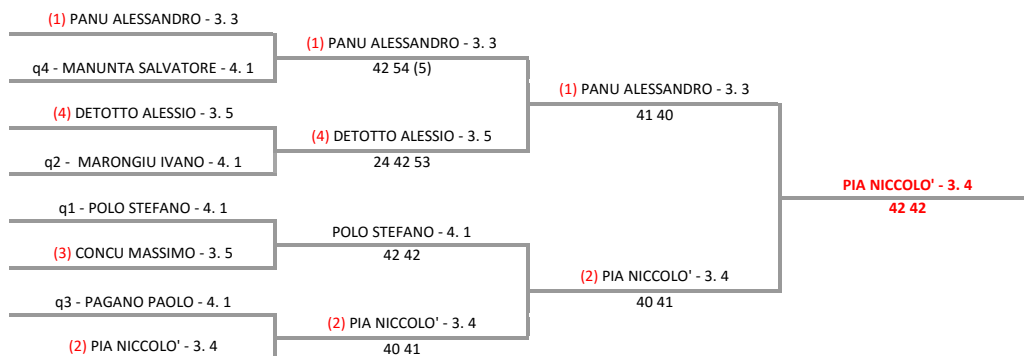 (1) PANU ALESSANDRO - 3. 3
q4 - MANUNTA SALVATORE - 4. 1
(4) DETOTTO ALESSIO - 3. 5
q2 - MARONGIU IVANO - 4. 1
q1 - POLO STEFANO - 4. 1
(3) CONCU MASSIMO - 3. 5
q3 - PAGANO PAOLO - 4. 1
(2) PIA NICCOLO' - 3. 4
(1) PANU ALESSANDRO - 3. 3
42 54 (5)
(4) DETOTTO ALESSIO - 3. 5
24 42 53
POLO STEFANO - 4. 1
42 42
(2) PIA NICCOLO' - 3. 4
40 41
(1) PANU ALESSANDRO - 3. 3
41 40
(2) PIA NICCOLO' - 3. 4
40 41
PIA NICCOLO' - 3. 4
42 42